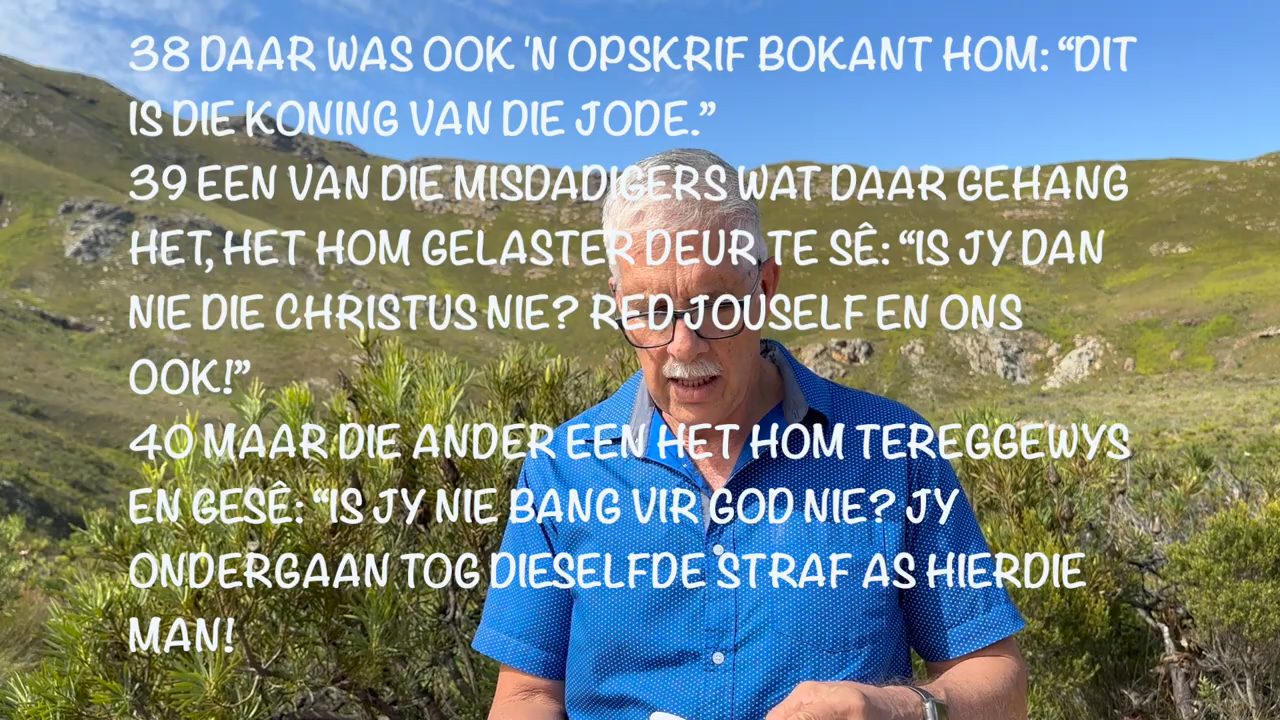 38 DAAR WAS OOK 'N OPSKRIF BOKANT HOM: “DIT
IS DIE KONING VAN DIE JODE.”
39 EEN VAN DIE MISDADIGERS WAT DAAR GEHANG
HET, HET HOM GELASTER DEUR TE SÊ: “IS JY DAN
NIE DIE CHRISTUS NIE? RED JOUSELF EN ONS
OOK!”
40 MAAR DIE ANDER EEN HET HOM TEREGGEWYS
EN GESÊ: “IS JY NIE BANG VIR GOD NIE? JY
ONDERGAAN TOG DIESELFDE STRAF AS HIERDIE
MAN!